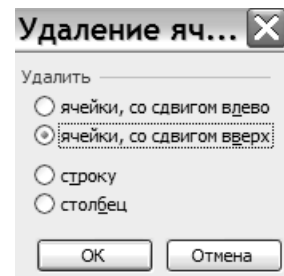 Удаление яч...
Удалить
ячейки, со сдвигом влево
ячейки, со сдвигом вверх
строку
столбец
ОК
Отмена